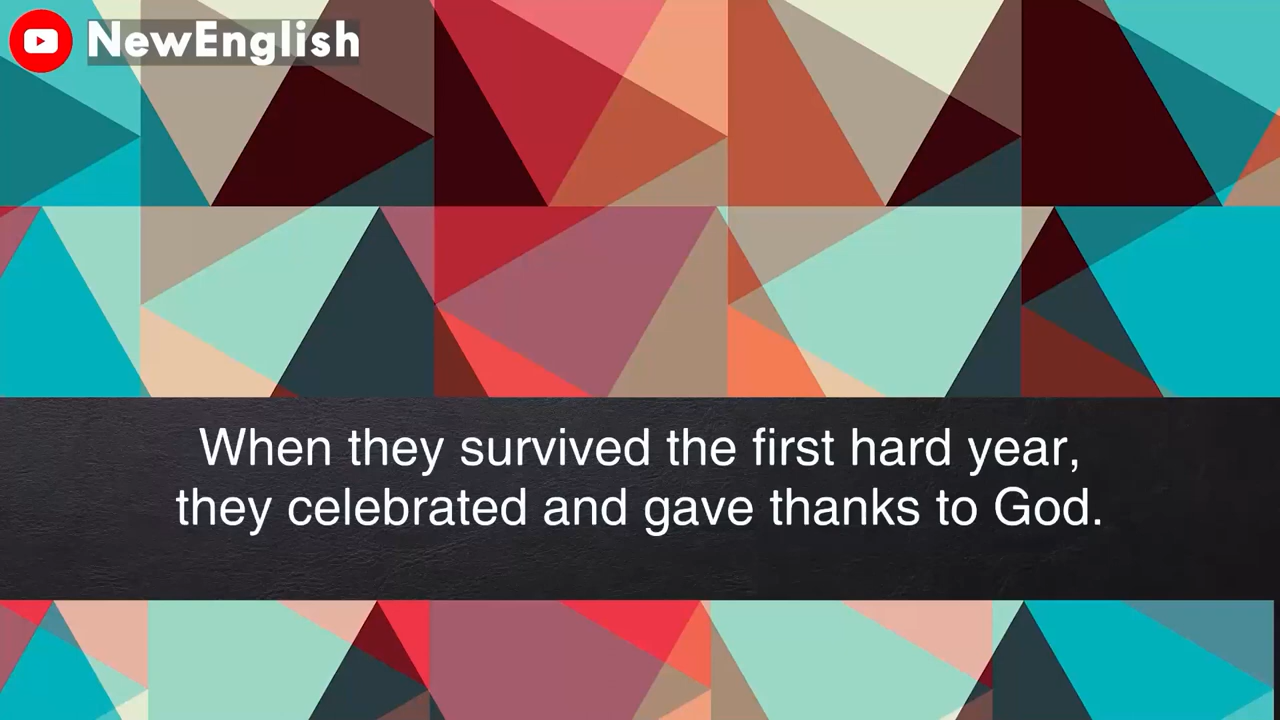 NewEnglish
When they survived the first hard year,
they celebrated and gave thanks to God.